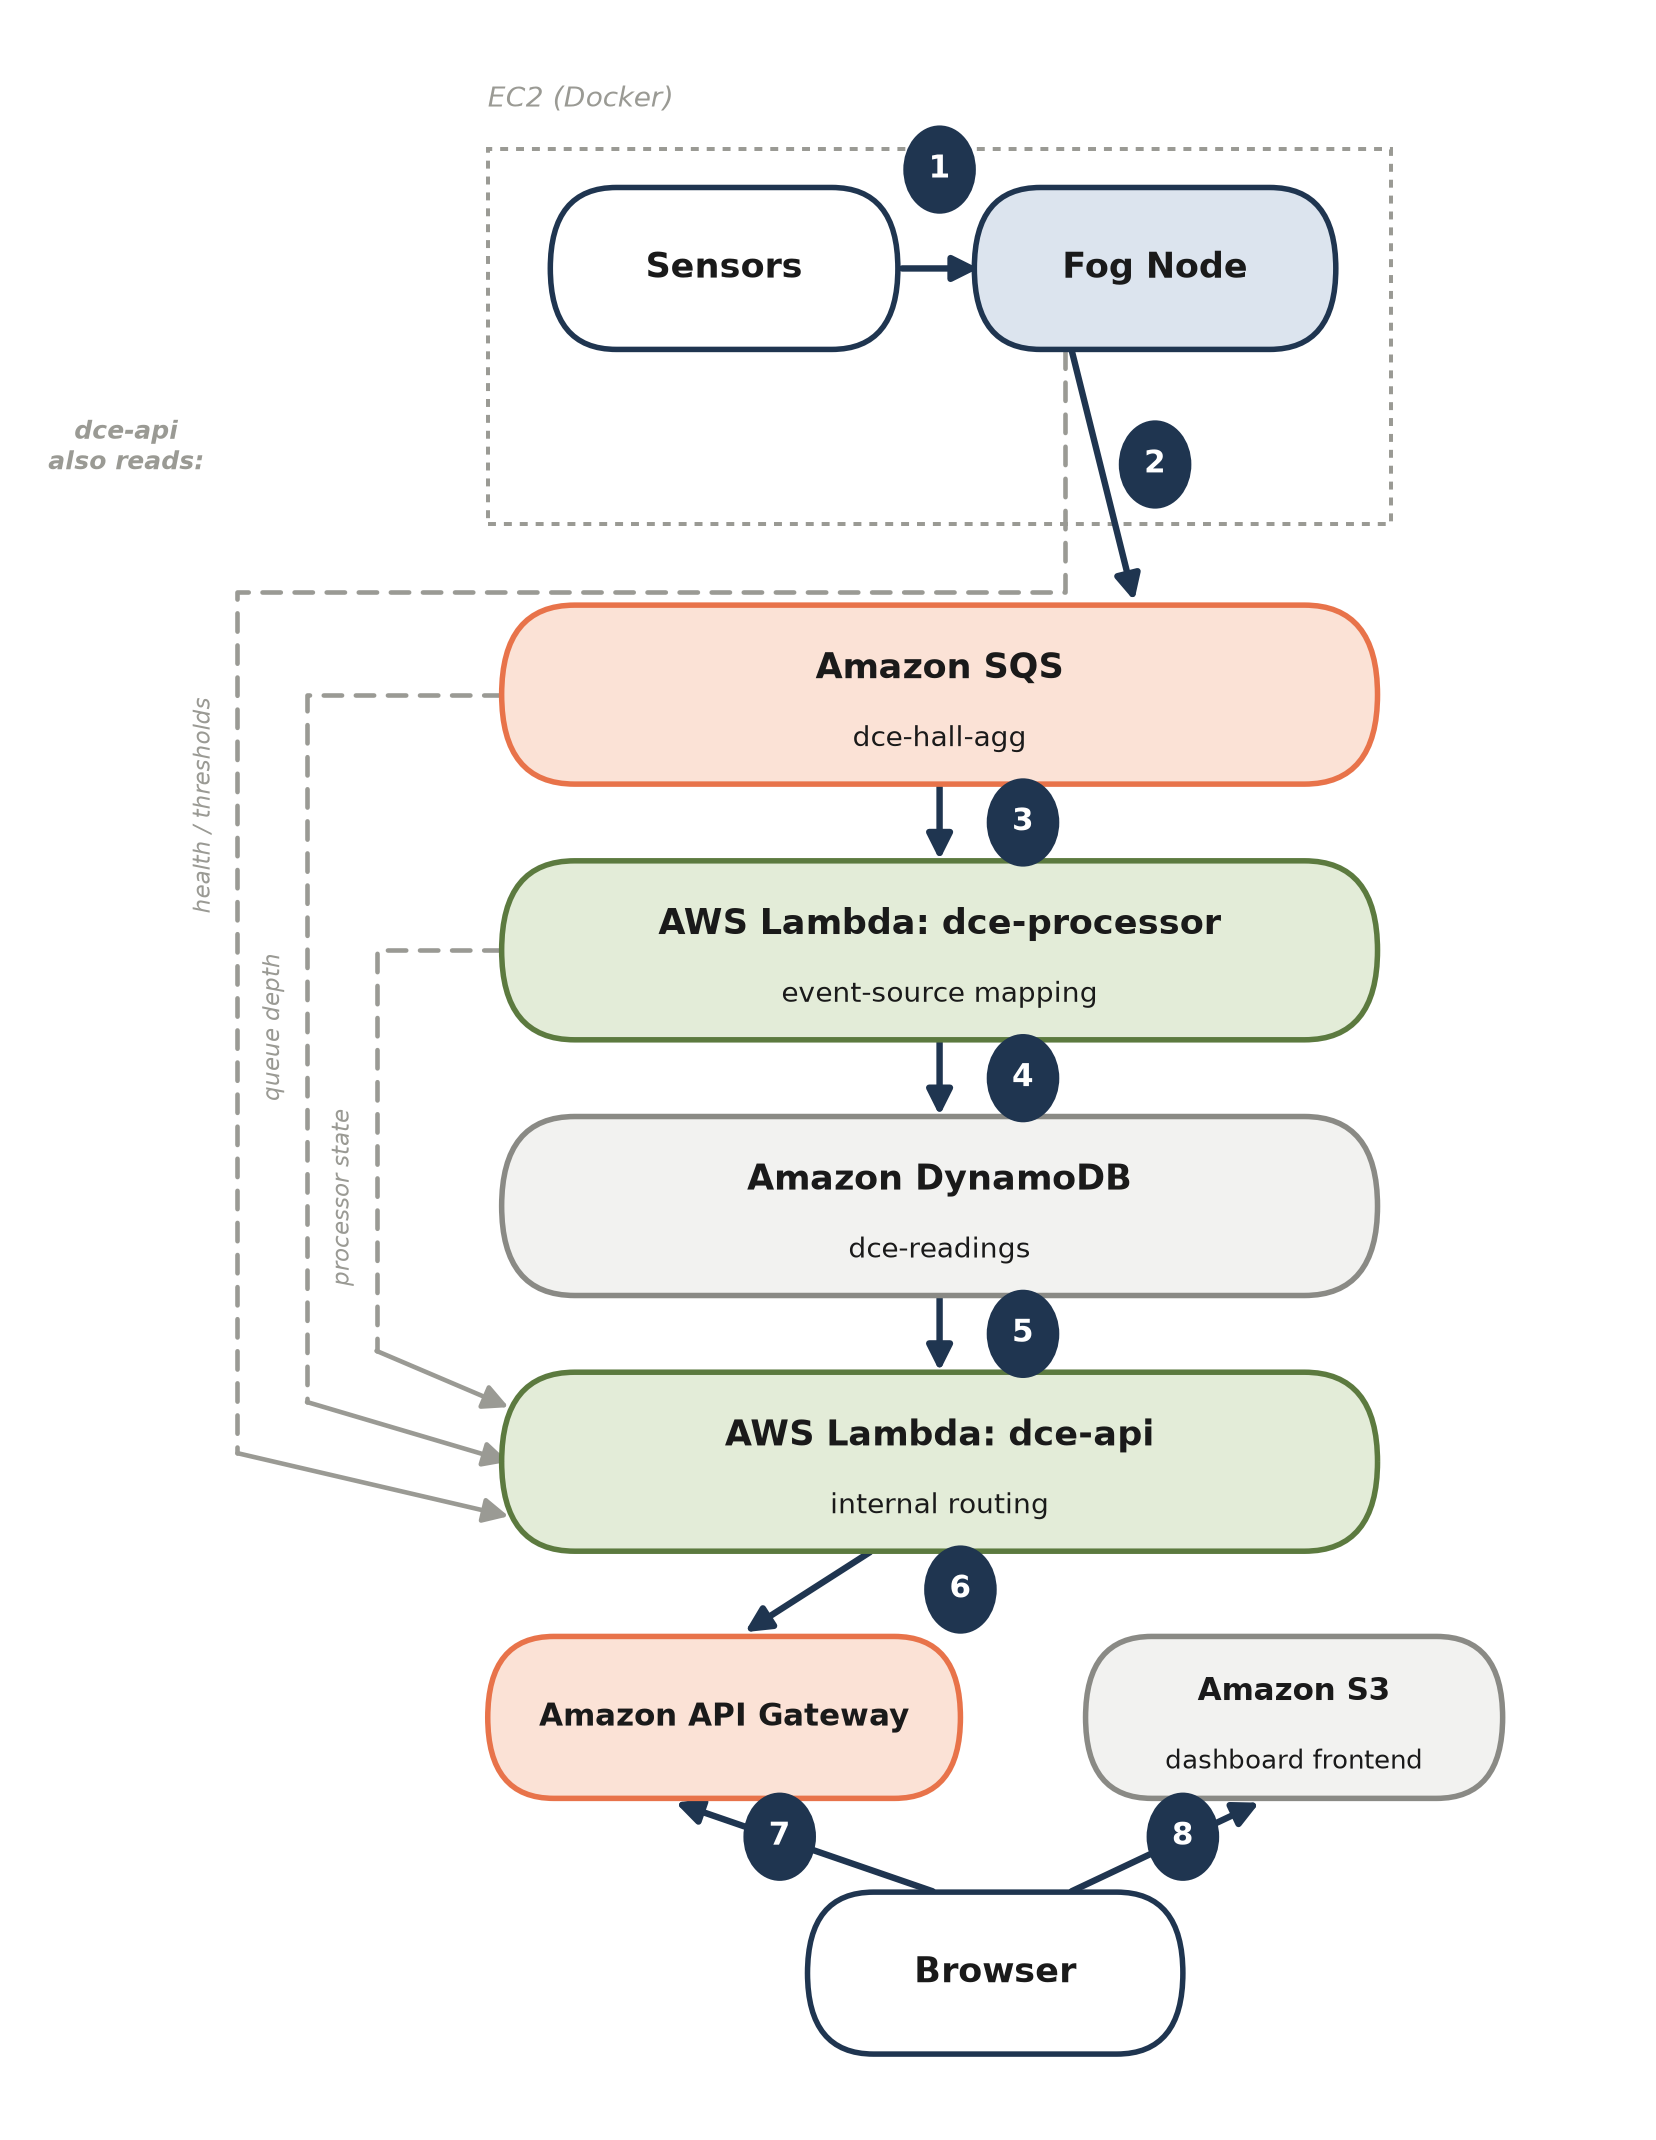 EC2 (Docker)
1
Sensors
Fog Node
2
dce-api
also reads:
Amazon SQS
dce-hall-agg
health / thresholds
3
AWS Lambda: dce-processor
event-source mapping
queue depth
4
Amazon DynamoDB
dce-readings
processor state
5
AWS Lambda: dce-api
internal routing
6
Amazon API Gateway
Amazon S3
dashboard frontend
7
8
Browser